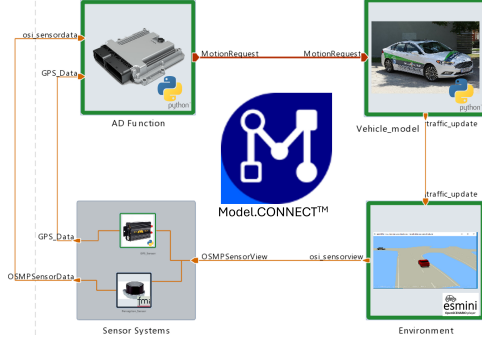 osi_sensordata
GPS_Data
MotionRequest
MotionRequest
python
python
AD Function
Vehicle_model
traffic_update
Model.CONNECT™
traffic_update
GPS_Data
OSMPSensorView
osi_sensorview
OSMPSensorData
fmi
esmini
Sensor Systems
Environment